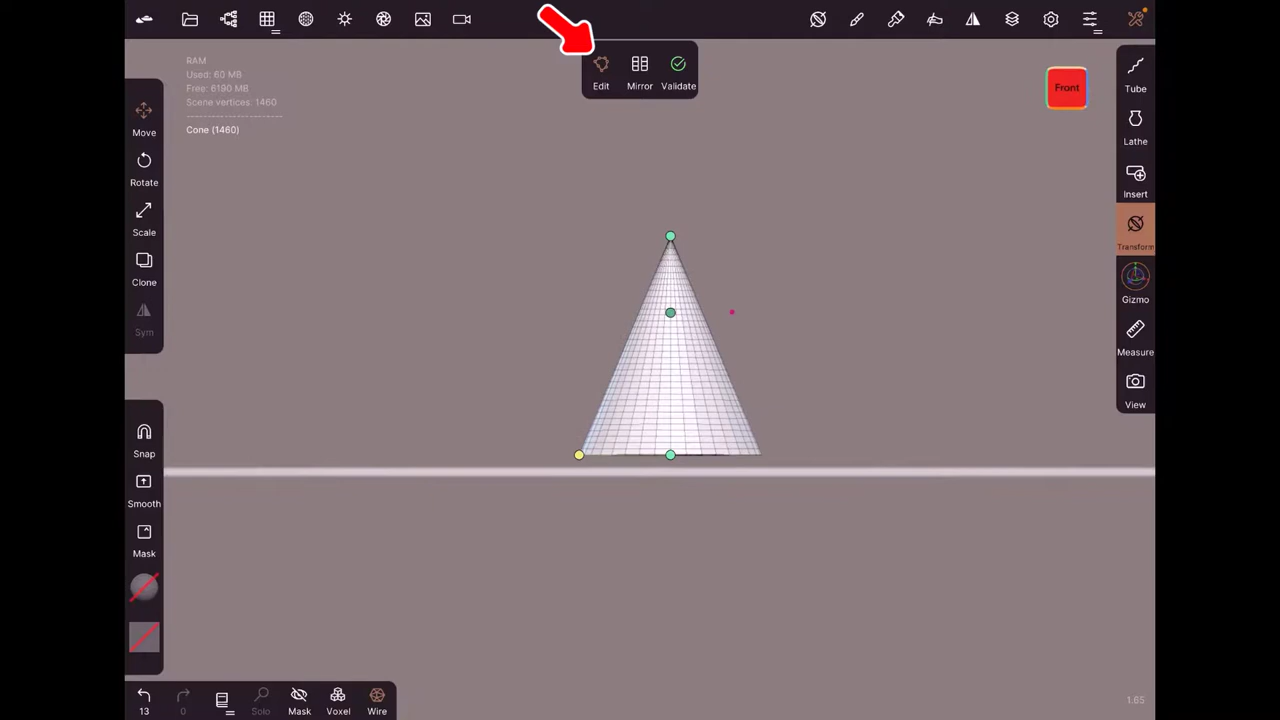 RAM
Used: 60 MB
Free: 6190 MB
Scene vertices: 1460
--------------------
Cone (1460)
Edit
Mirror
Validate
Front
Move
Rotate
Scale
Clone
Sym
Snap
Smooth
Mask
Tube
Lathe
Insert
Transform
Gizmo
Measure
View
13
0
Solo
Mask
Voxel
Wire
1.65